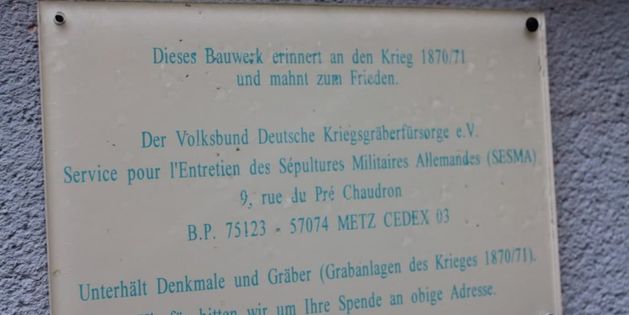 Dieses Bauwerk erinnert an den Krieg 1870/71
und mahnt zum Frieden.
Der Volksbund Deutsche Kriegsgräberfürsorge e.V.
Service pour l'Entretien des Sépultures Militaires Allemandes (SESMA)
9, rue du Pré Chaudron
B.P. 75123 - 57074 METZ CEDEX 03
Unterhält Denkmale und Gräber (Grabanlagen des Krieges 1870/71).
bitten wir um Ihre Spende an obige Adresse.